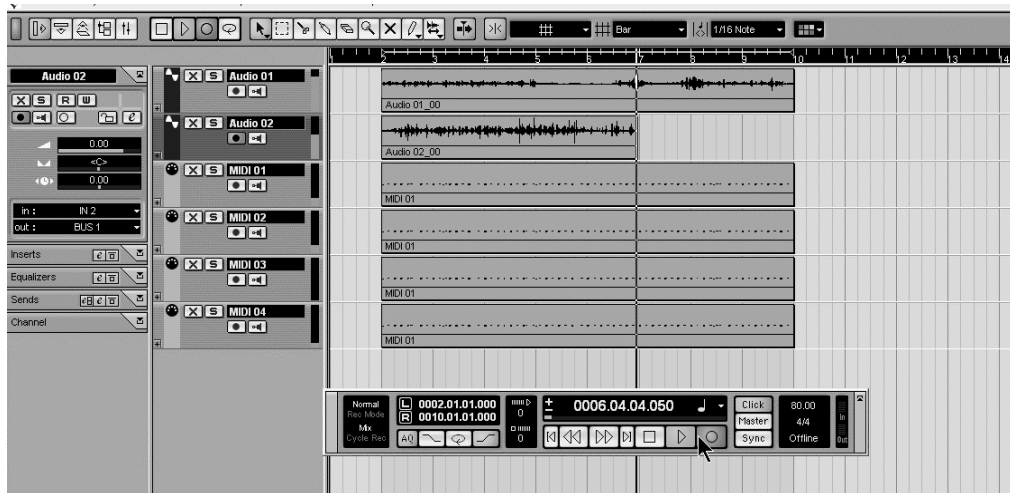 Bar
1/16 Note
1 2 3 4 5 6 7 8 9 10 11 12 13 14
Audio 02
X S R W
e
0.00
<C>
0.00
in : IN 2
out : BUS 1
Inserts e
Equalizers e
Sends e e
Channel
X S Audio 01
X S Audio 02
X S MIDI 01
X S MIDI 02
X S MIDI 03
X S MIDI 04
Audio 01_00
Audio 02_00
MIDI 01
MIDI 01
MIDI 01
MIDI 01
Normal
Rec Mode
Mix
Cycle Rec
L 0002.01.01.000
R 0010.01.01.000
AQ
0
0
0006.04.04.050
Click
Master
Sync
80.00
4/4
Offline
In
Out